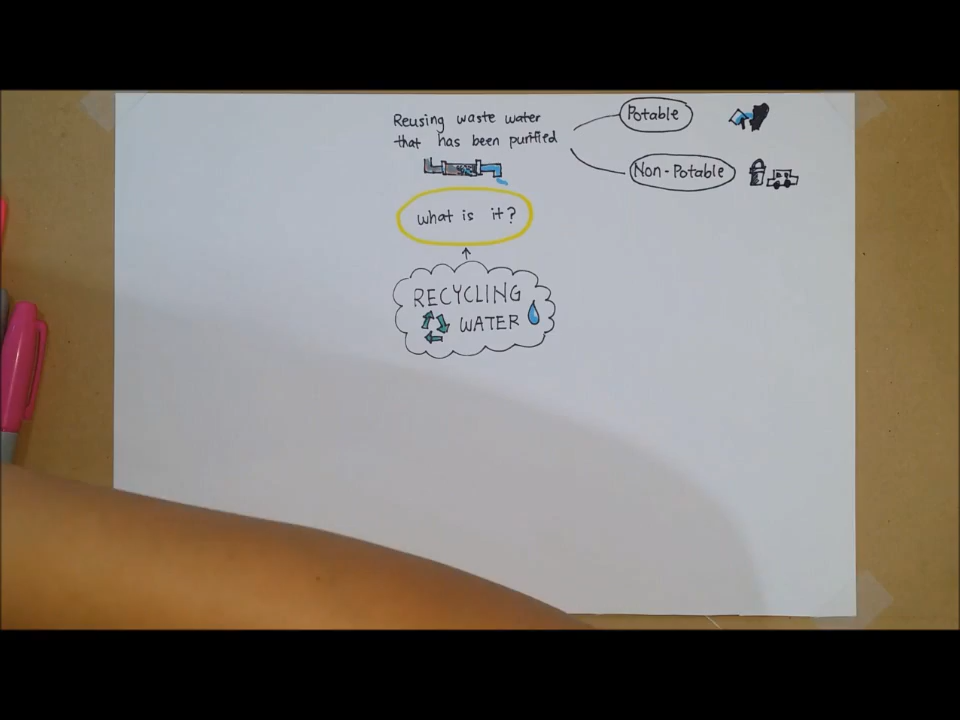 Reusing waste water
that has been purified
Potable
Non-Potable
what is it?
RECYCLING
WATER